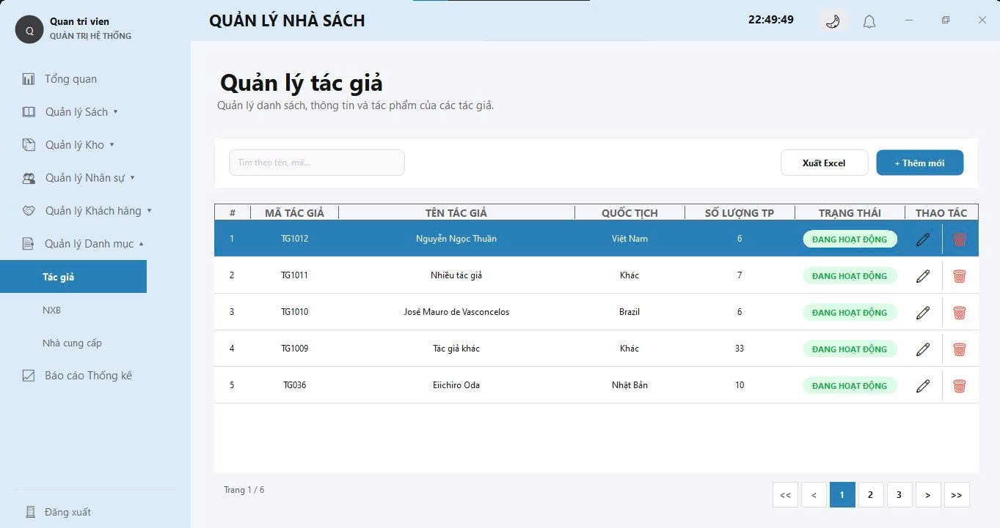 Q
Quan tri vien
QUẢN TRỊ HỆ THỐNG
Tổng quan
Quản lý Sách ▾
Quản lý Kho ▾
Quản lý Nhân sự ▾
Quản lý Khách hàng ▾
Quản lý Danh mục ▴
Tác giả
NXB
Nhà cung cấp
Báo cáo Thống kê
Đăng xuất
QUẢN LÝ NHÀ SÁCH
22:49:49
Quản lý tác giả
Quản lý danh sách, thông tin và tác phẩm của các tác giả.
Tìm theo tên, mã...
Xuất Excel
+ Thêm mới
# MÃ TÁC GIẢ TÊN TÁC GIẢ QUỐC TỊCH SỐ LƯỢNG TP TRẠNG THÁI THAO TÁC
1 TG1012 Nguyễn Ngọc Thuần Việt Nam 6 ĐANG HOẠT ĐỘNG
2 TG1011 Nhiều tác giả Khác 7 ĐANG HOẠT ĐỘNG
3 TG1010 José Mauro de Vasconcelos Brazil 6 ĐANG HOẠT ĐỘNG
4 TG1009 Tác giả khác Khác 33 ĐANG HOẠT ĐỘNG
5 TG036 Eiichiro Oda Nhật Bản 10 ĐANG HOẠT ĐỘNG
Trang 1 / 6
<< < 1 2 3 > >>